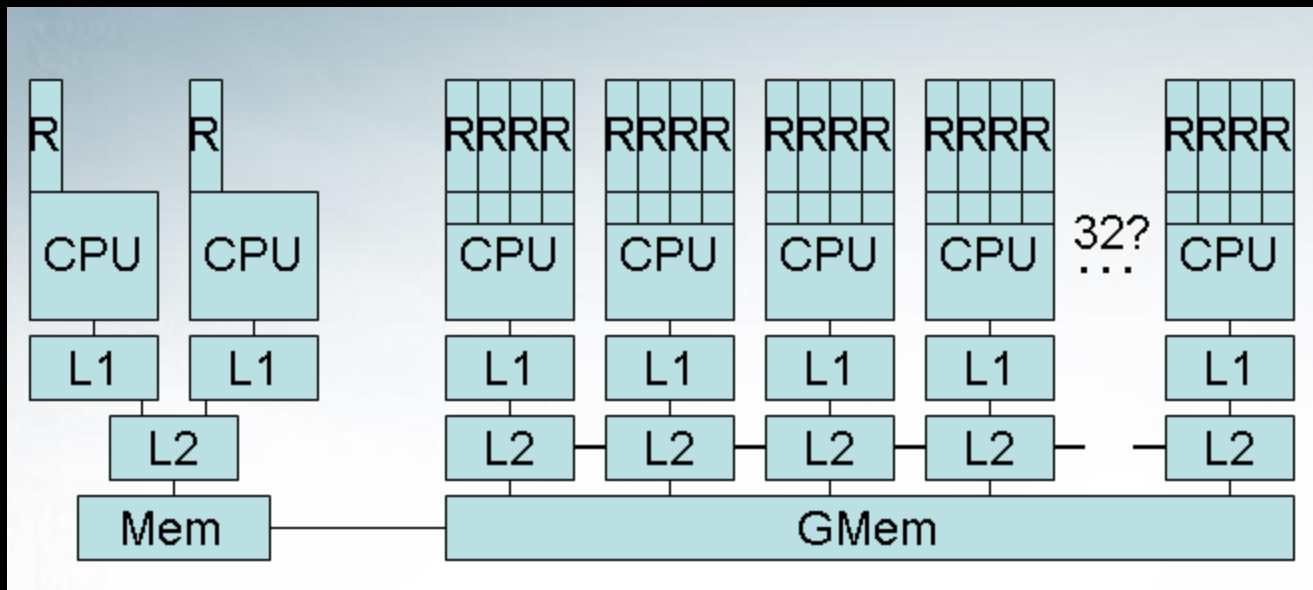 R R RRRR RRRR RRRR RRRR RRRR
CPU CPU CPU CPU CPU CPU 32? ... CPU
L1 L1 L1 L1 L1 L1 L1
L2 L2 L2 L2 L2 L2
Mem GMem